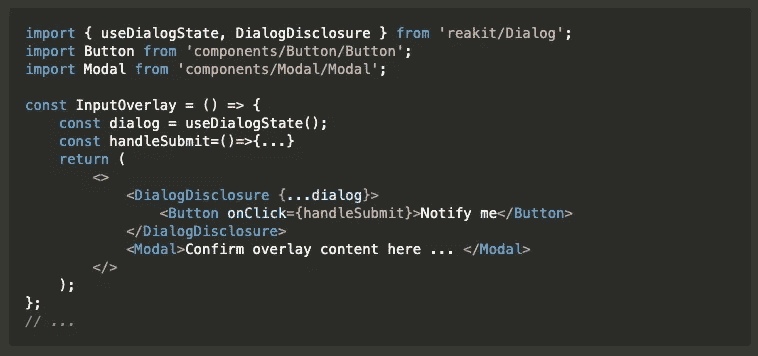 import { useDialogState, DialogDisclosure } from 'reakit/Dialog';
import Button from 'components/Button/Button';
import Modal from 'components/Modal/Modal';

const InputOverlay = () => {
    const dialog = useDialogState();
    const handleSubmit=()=>{...}
    return (
        <>
            <DialogDisclosure {...dialog}>
                <Button onClick={handleSubmit}>Notify me</Button>
            </DialogDisclosure>
            <Modal>Confirm overlay content here ... </Modal>
        </>
    );
};
// ...